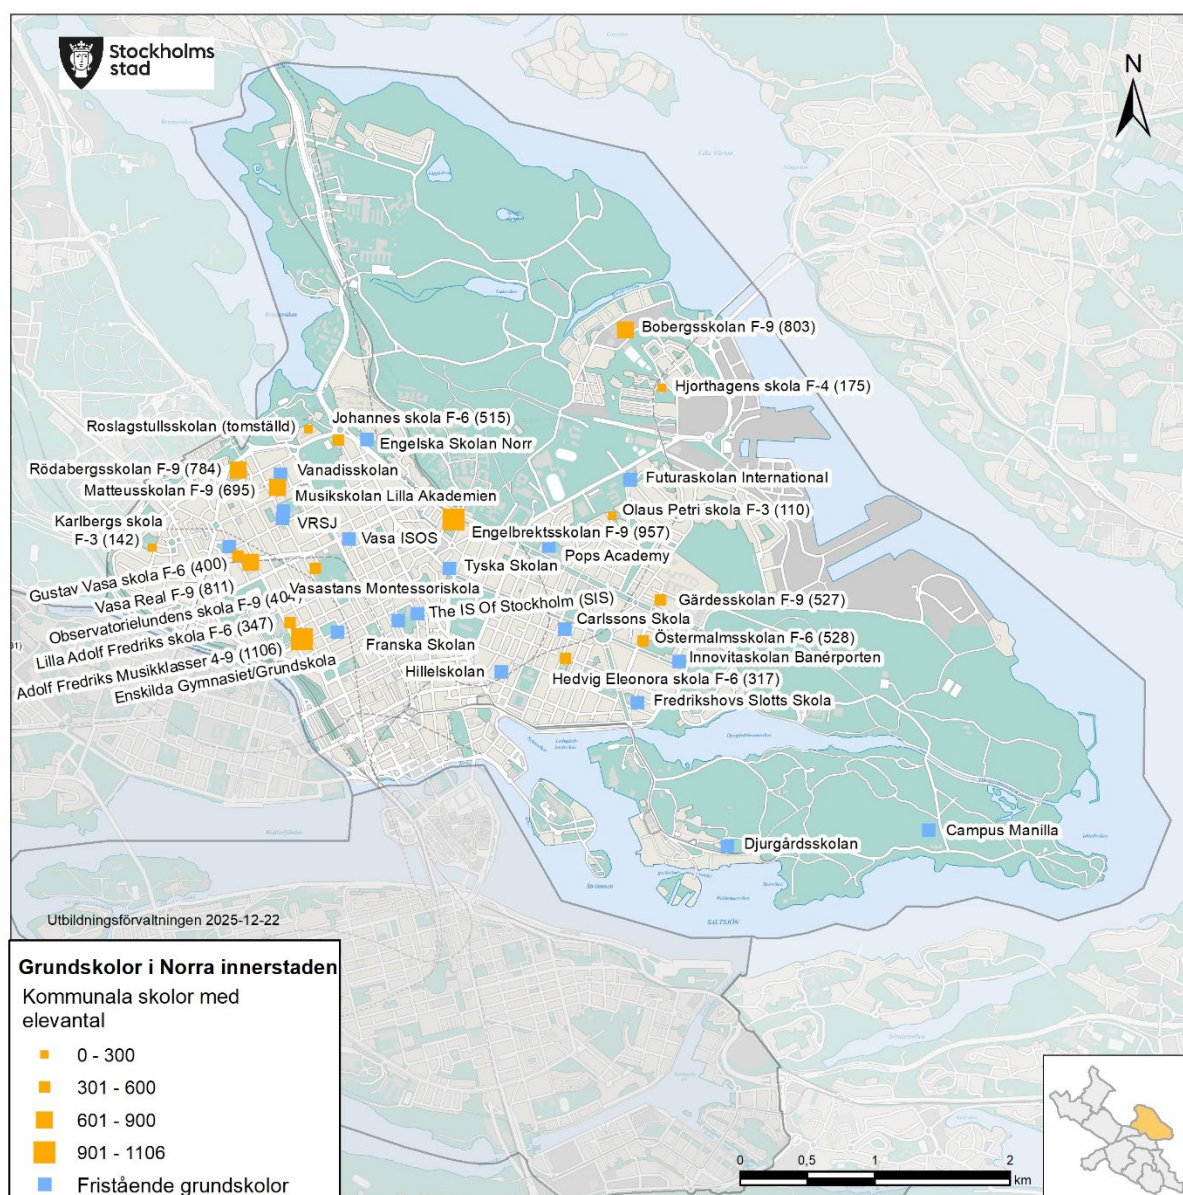 Stockholms
stad
N
Bobergsskolan F-9 (803)
Hjorthagens skola F-4 (175)
Johannes skola F-6 (515)
Roslagstullsskolan (tomställd)
Engelska Skolan Norr
Rödabergsskolan F-9 (784)
Vanadisskolan
Futuraskolan International
Matteusskolan F-9 (695)
Musikskolan Lilla Akademien
Olaus Petri skola F-3 (110)
Karlbergs skola
F-3 (142)
VRSJ
Engelbrektsskolan F-9 (957)
Vasa ISOS
Pops Academy
Gustav Vasa skola F-6 (400)
Tyska Skolan
Vasa Real F-9 (811)
Vasastans Montessoriskola
Observatorielundens skola F-9 (404)
The IS Of Stockholm (SIS)
Gärdesskolan F-9 (527)
Lilla Adolf Fredriks skola F-6 (347)
Carlssons Skola
Östermalmsskolan F-6 (528)
Adolf Fredriks Musikklasser 4-9 (1106)
Franska Skolan
Innovitaskolan Banérporten
Enskilda Gymnasiet/Grundskola
Hillelskolan
Hedvig Eleonora skola F-6 (317)
Fredrikshovs Slotts Skola
Campus Manilla
Djurgårdsskolan
SALTSJÖN
Utbildningsförvaltningen 2025-12-22
Grundskolor i Norra innerstaden
Kommunala skolor med
elevantal
0 - 300
301 - 600
601 - 900
901 - 1106
Fristående grundskolor
0 0,5 1 2
km